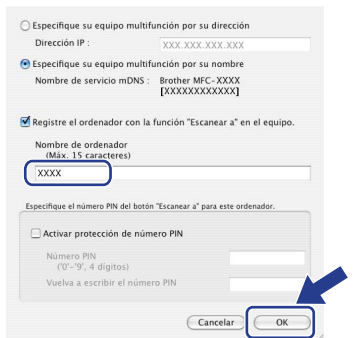 Especifique su equipo multifunción por su dirección
Dirección IP :
XXX.XXX.XXX.XXX
Especifique su equipo multifunción por su nombre
Nombre de servicio mDNS : Brother MFC-XXXX
[XXXXXXXXXXXX]
Registre el ordenador con la función "Escanear a" en el equipo.
Nombre de ordenador
(Máx. 15 caracteres)
XXXX
Especifique el número PIN del botón "Escanear a" para este ordenador.
Activar protección de número PIN
Número PIN
('0'-'9', 4 dígitos)
Vuelva a escribir el número PIN
Cancelar OK